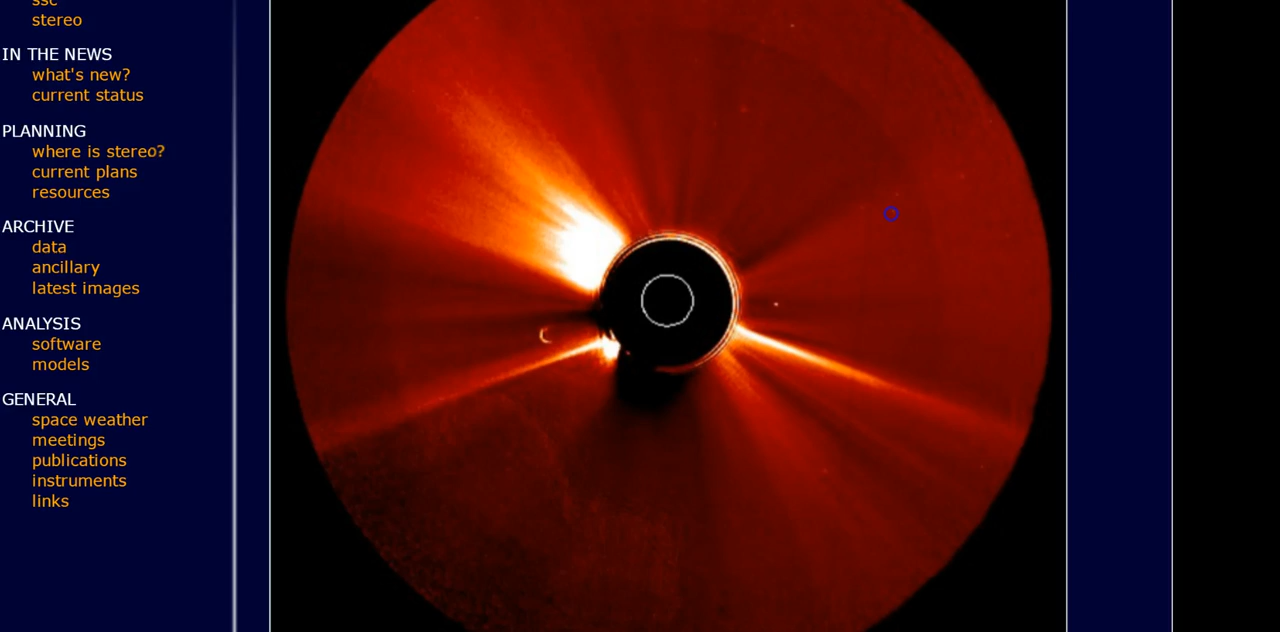 ssc
stereo
IN THE NEWS
what's new?
current status
PLANNING
where is stereo?
current plans
resources
ARCHIVE
data
ancillary
latest images
ANALYSIS
software
models
GENERAL
space weather
meetings
publications
instruments
links